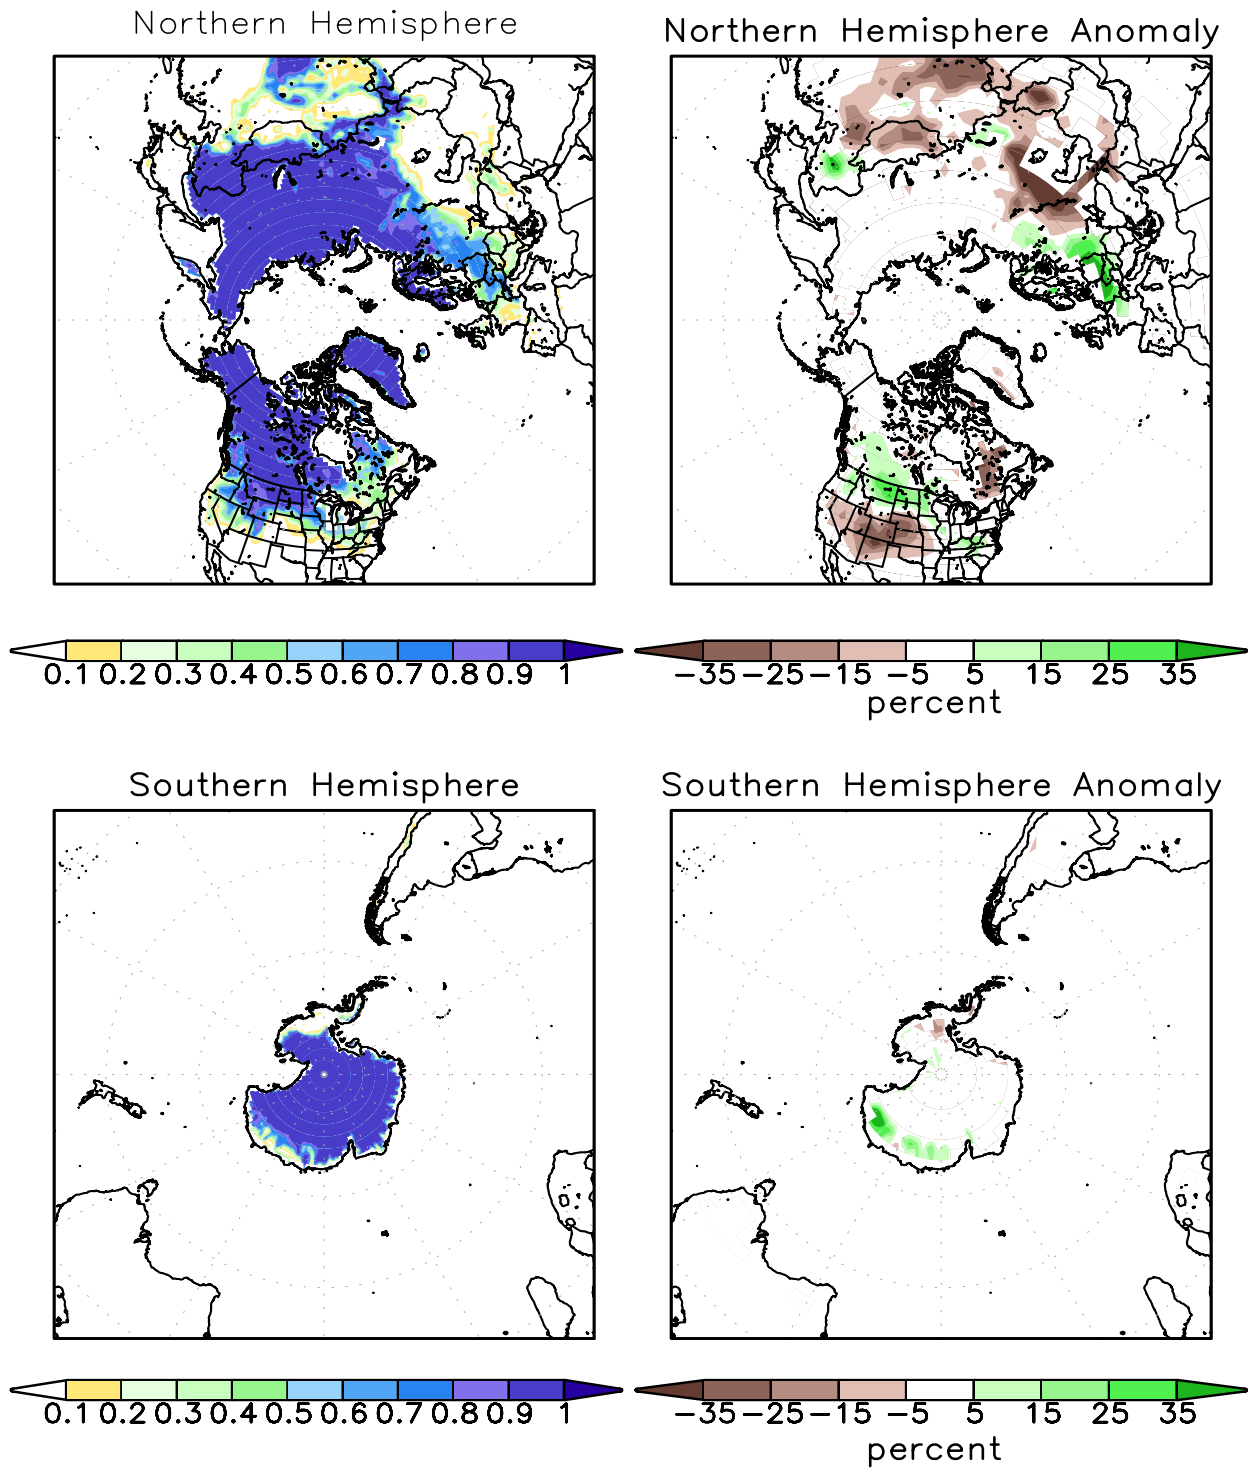 Northern Hemisphere
Northern Hemisphere Anomaly
0.1 0.2 0.3 0.4 0.5 0.6 0.7 0.8 0.9 1
-35 -25 -15 -5 5 15 25 35
percent
Southern Hemisphere
Southern Hemisphere Anomaly
0.1 0.2 0.3 0.4 0.5 0.6 0.7 0.8 0.9 1
-35 -25 -15 -5 5 15 25 35
percent